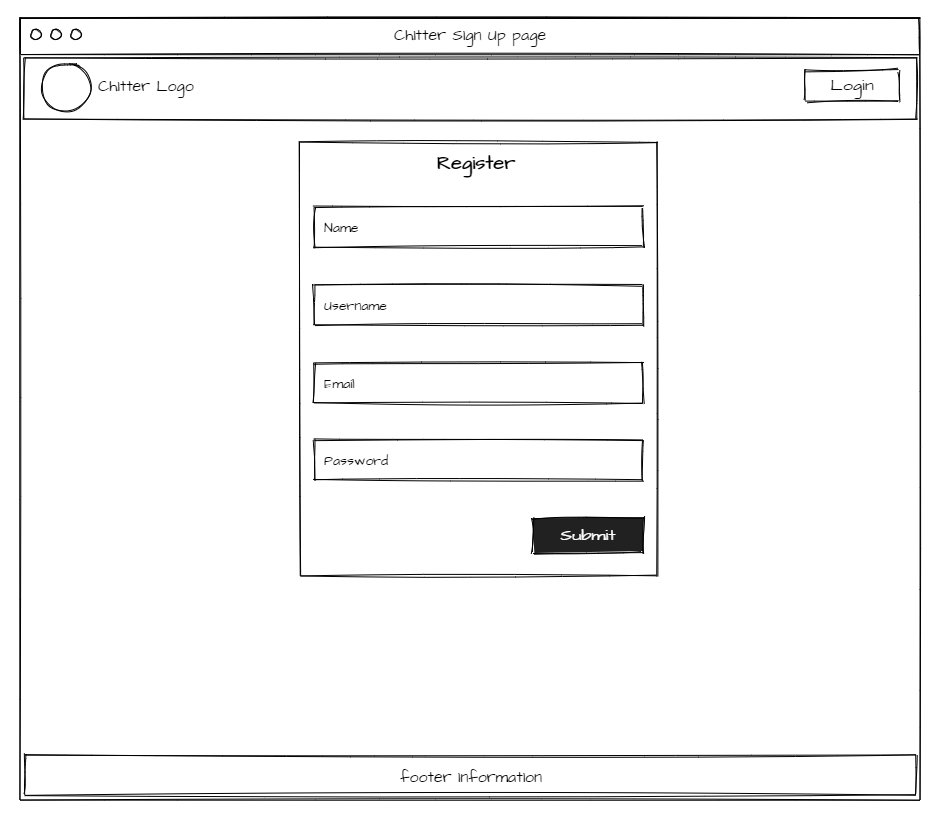 Chitter Sign Up page
Chitter Logo
Login
Register
Name
Username
Email
Password
Submit
footer information